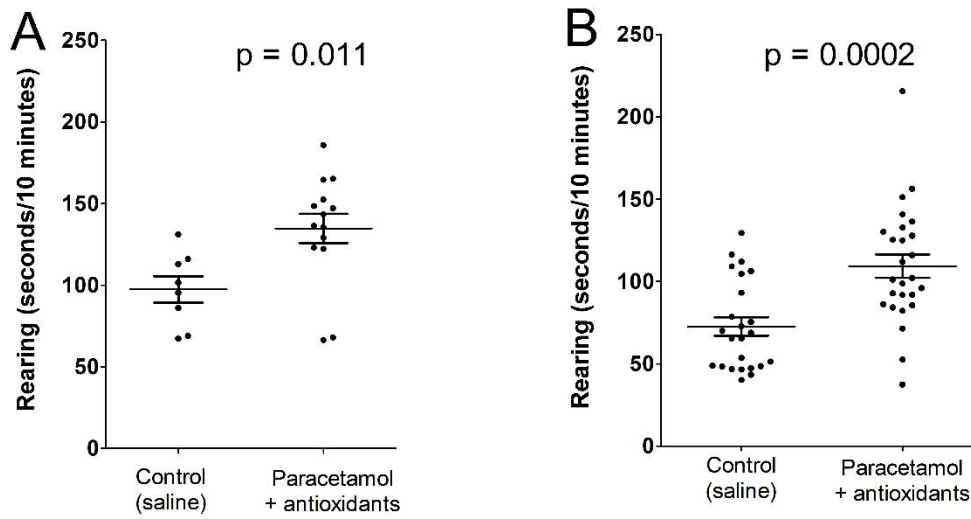 A
p = 0.011
Rearing (seconds/10 minutes)
250
200
150
100
50
0
Control
(saline)
Paracetamol
+ antioxidants
B
p = 0.0002
Rearing (seconds/10 minutes)
250
200
150
100
50
0
Control
(saline)
Paracetamol
+ antioxidants